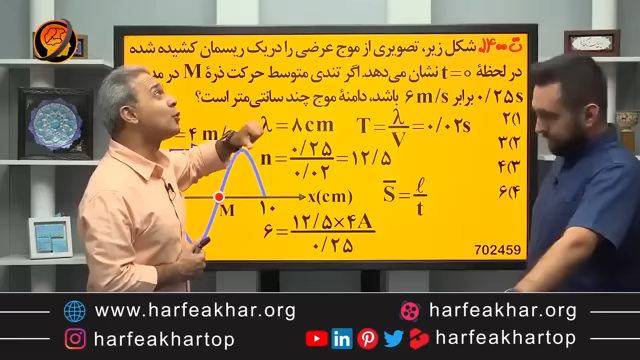 ت۱۴۰۰. شکل زیر، تصویری از موج عرضی را در یک ریسمان کشیده شده
در لحظهٔ t=۰ نشان می‌دهد. اگر تندی متوسط حرکت ذرهٔ M در مد
۰/۲۵s برابر ۶ m/s باشد، دامنهٔ موج چند سانتی‌متر است؟
۴ m/
λ = ۸cm
T = λ/V = ۰/۰۲s
n = ۰/۲۵/۰/۰۲ = ۱۲/۵
S̅ = ℓ/t
۶ = ۱۲/۵×۴A/۰/۲۵
۱) ۲
۲) ۳
۳) ۴
۴) ۶
M
۱۰
x(cm)
702459
www.harfeakhar.org
harfeakhar.org
harfeakhartop
harfeakhartop